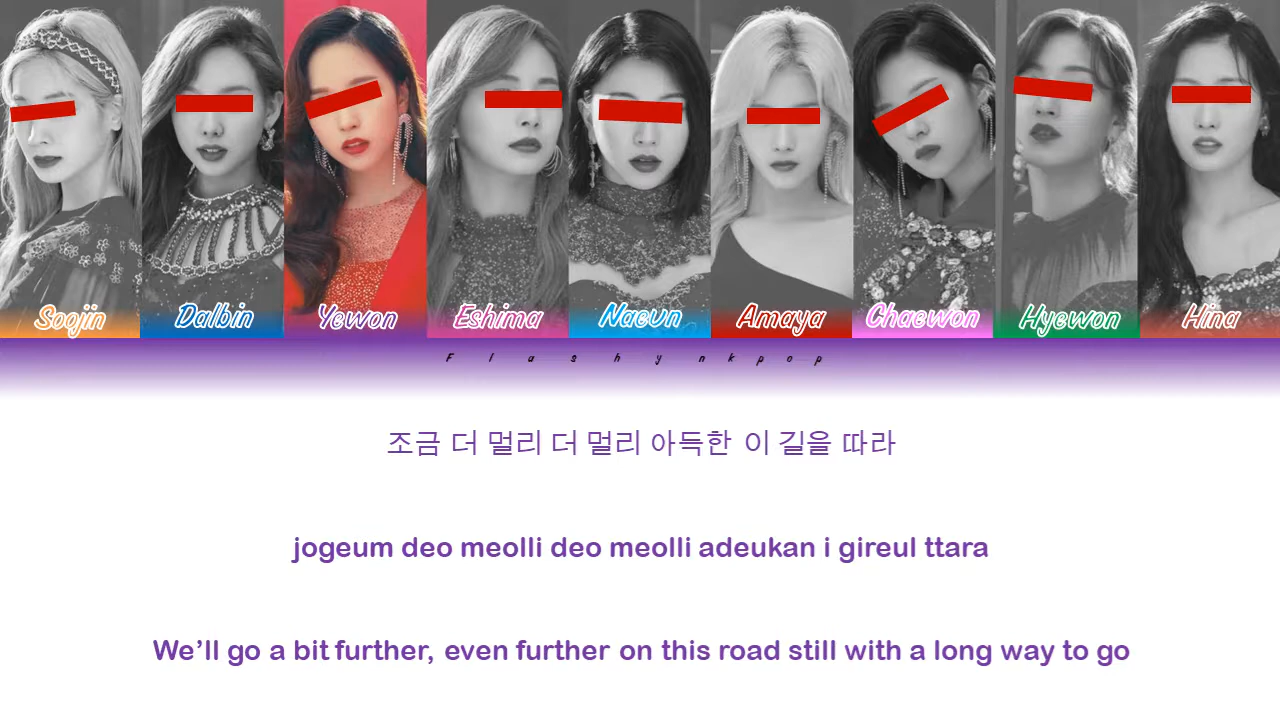 Soojin Dalbin Yewon Eshima Naeun Amaya Chaewon Hyewon Hina
Flashynkpop
조금 더 멀리 더 멀리 아득한 이 길을 따라
jogeum deo meolli deo meolli adeukan i gireul ttara
We’ll go a bit further, even further on this road still with a long way to go